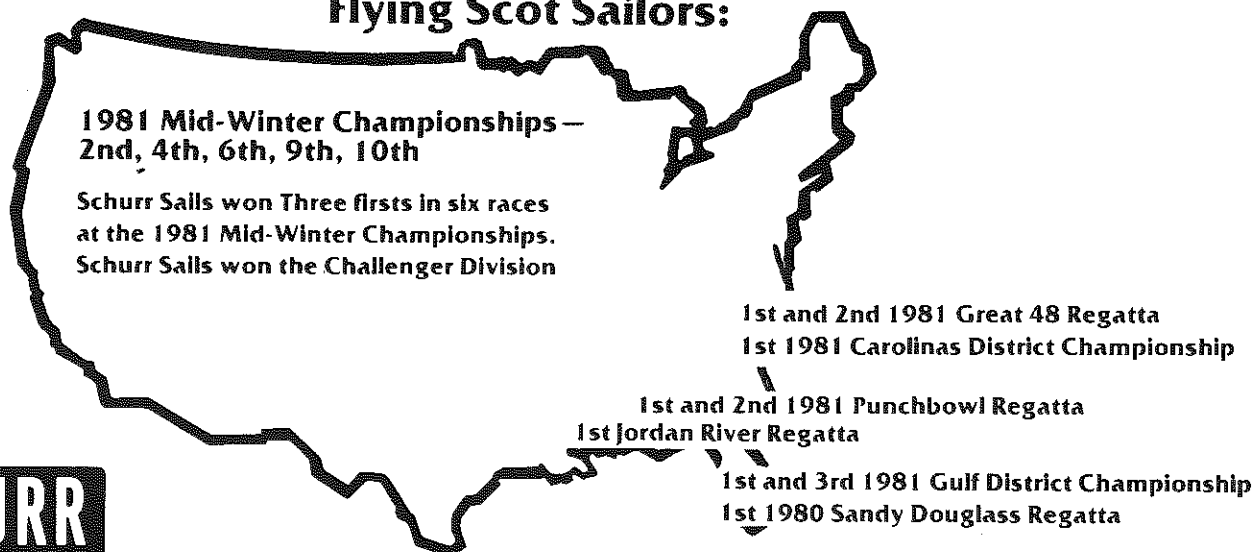 Flying Scot Sailors:
1981 Mid-Winter Championships—
2nd, 4th, 6th, 9th, 10th
Schurr Sails won Three firsts in six races
at the 1981 Mid-Winter Championships.
Schurr Sails won the Challenger Division
1st and 2nd 1981 Great 48 Regatta
1st 1981 Carolinas District Championship
1st and 2nd 1981 Punchbowl Regatta
1st Jordan River Regatta
1st and 3rd 1981 Gulf District Championship
1st 1980 Sandy Douglass Regatta